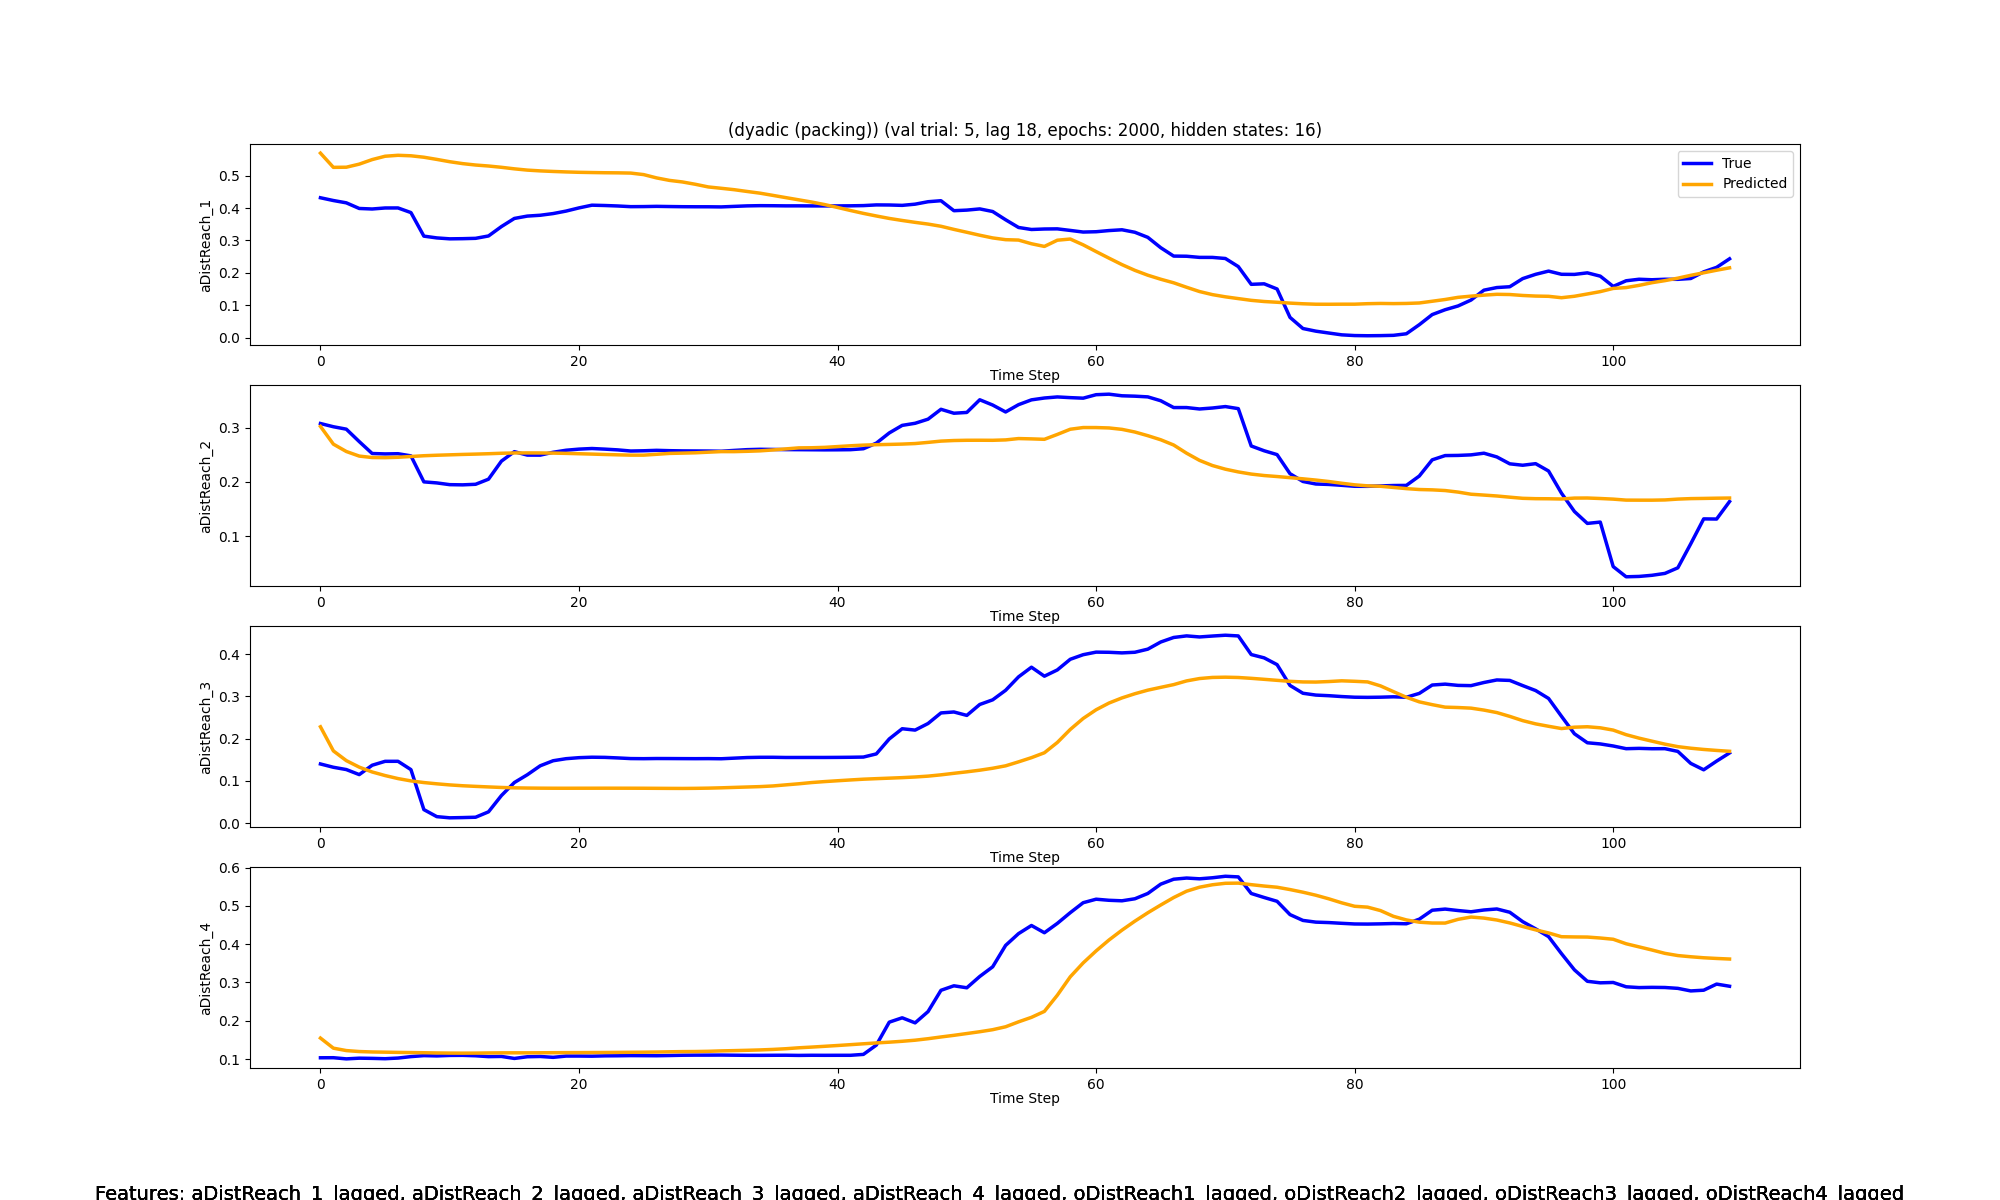 (dyadic (packing)) (val trial: 5, lag 18, epochs: 2000, hidden states: 16)
True
Predicted
aDistReach_1
0.5
0.4
0.3
0.2
0.1
0.0
0 20 40 60 80 100
Time Step
aDistReach_2
0.3
0.2
0.1
0 20 40 60 80 100
Time Step
aDistReach_3
0.4
0.3
0.2
0.1
0.0
0 20 40 60 80 100
Time Step
aDistReach_4
0.6
0.5
0.4
0.3
0.2
0.1
0 20 40 60 80 100
Time Step
Features: aDistReach_1_lagged, aDistReach_2_lagged, aDistReach_3_lagged, aDistReach_4_lagged, oDistReach1_lagged, oDistReach2_lagged, oDistReach3_lagged, oDistReach4_lagged